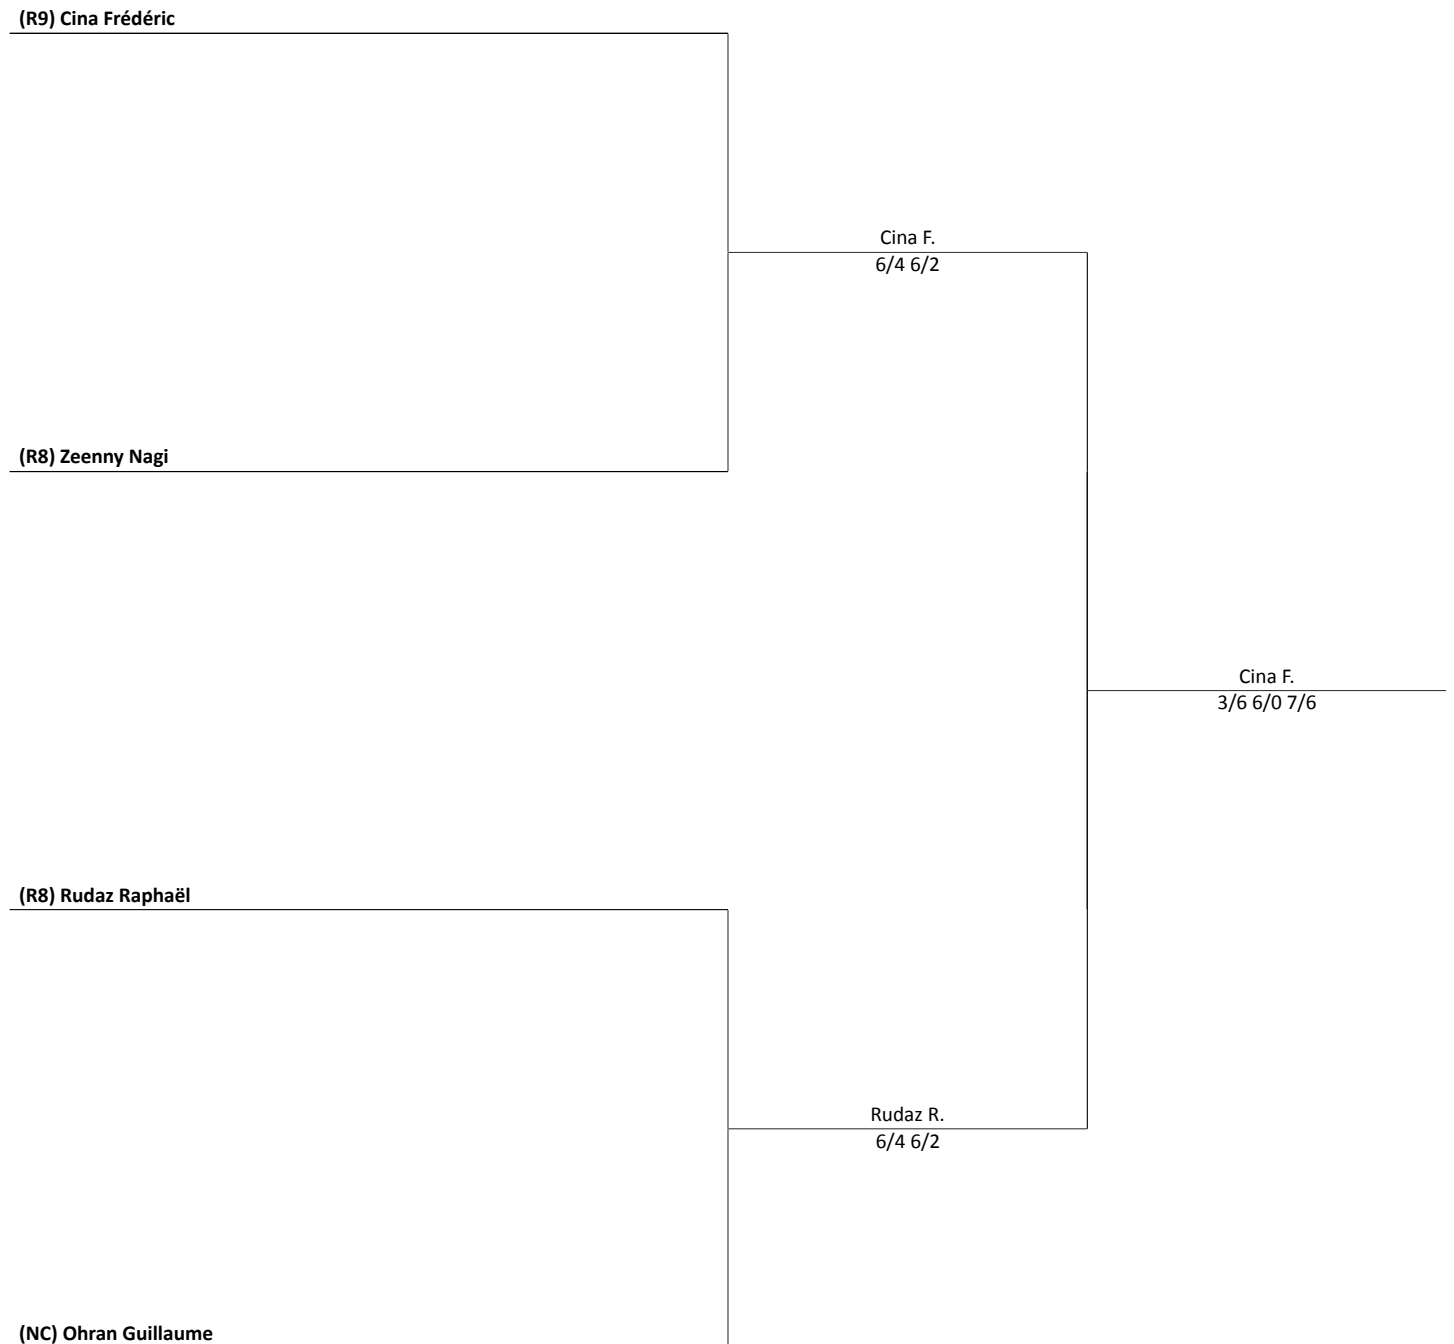 (R9) Cina Frédéric
Cina F.
6/4 6/2
(R8) Zeenny Nagi
Cina F.
3/6 6/0 7/6
(R8) Rudaz Raphaël
Rudaz R.
6/4 6/2
(NC) Ohran Guillaume